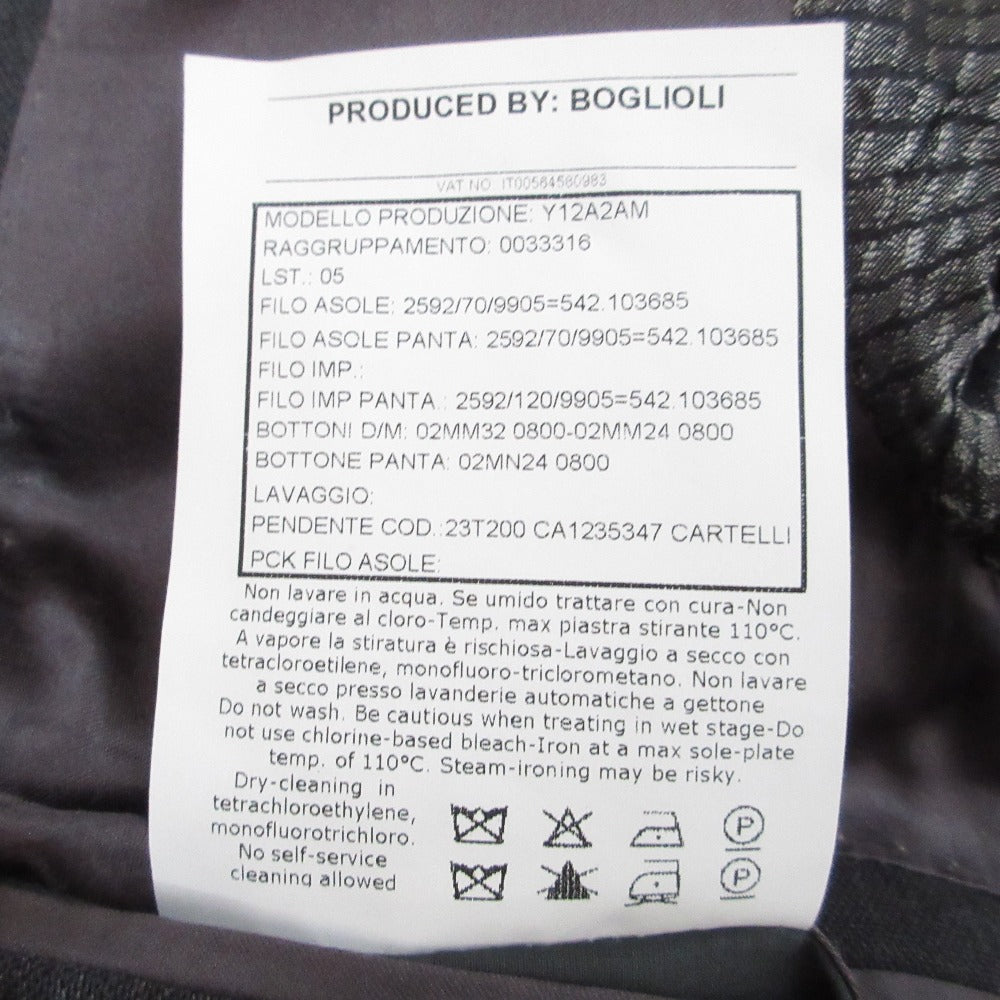 PRODUCED BY: BOGLIOLI
VAT NO. IT00564580983
MODELLO PRODUZIONE: Y12A2AM
RAGGRUPPAMENTO: 0033316
LST.: 05
FILO ASOLE: 2592/70/9905=542.103685
FILO ASOLE PANTA: 2592/70/9905=542.103685
FILO IMP.:
FILO IMP PANTA.: 2592/120/9905=542.103685
BOTTONI D/M: 02MM32 0800-02MM24 0800
BOTTONE PANTA: 02MN24 0800
LAVAGGIO:
PENDENTE COD.:23T200 CA1235347 CARTELLI
PCK FILO ASOLE:
Non lavare in acqua. Se umido trattare con cura-Non
candeggiare al cloro-Temp. max piastra stirante 110°C.
A vapore la stiratura è rischiosa-Lavaggio a secco con
tetracloroetilene, monofluoro-triclorometano. Non lavare
a secco presso lavanderie automatiche a gettone
Do not wash. Be cautious when treating in wet stage-Do
not use chlorine-based bleach-Iron at a max sole-plate
temp. of 110°C. Steam-ironing may be risky.
Dry-cleaning in
tetrachloroethylene,
monofluorotrichloro.
No self-service
cleaning allowed
P
P